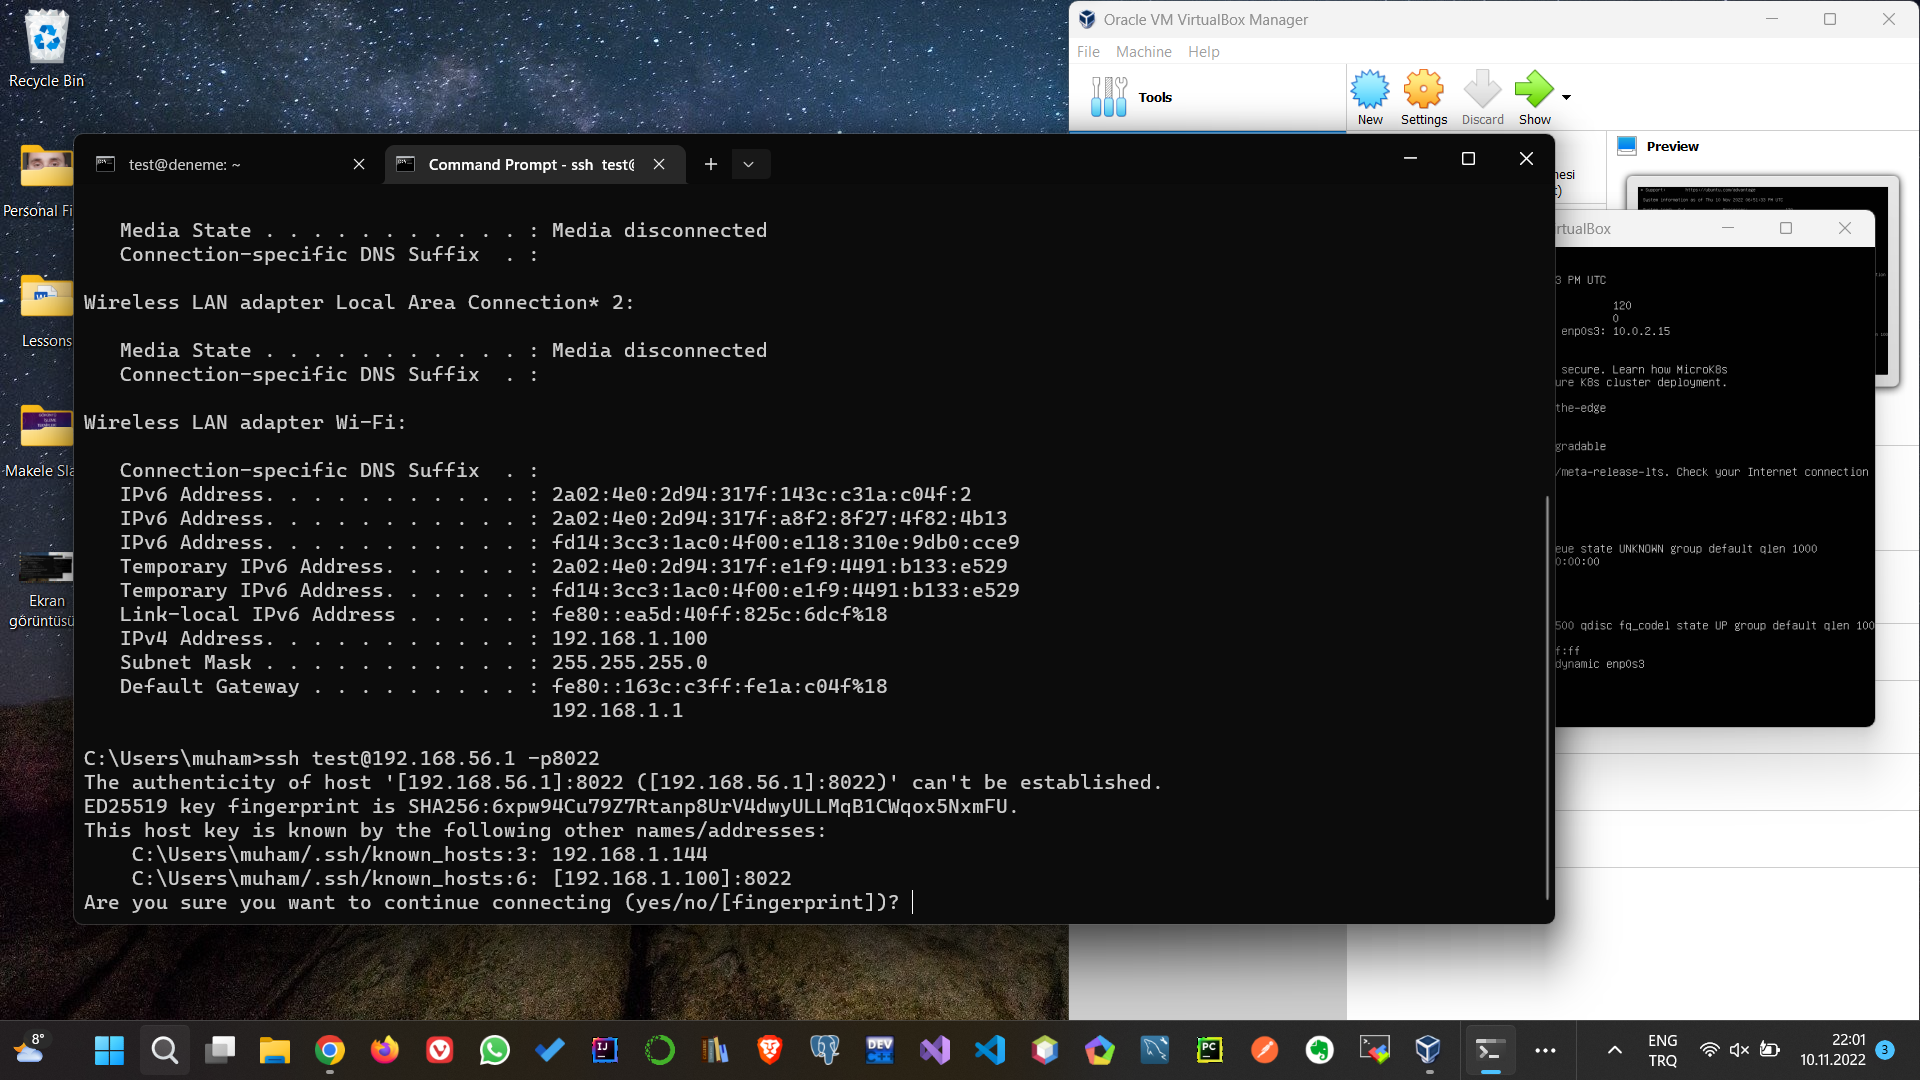 Recycle Bin
Personal Fi
Lessons
Makele Sla
Ekran
görüntüsü
Oracle VM VirtualBox Manager
File Machine Help
Tools
New Settings Discard Show
Preview
nesi
test@deneme: ~
Command Prompt - ssh test@
Media State . . . . . . . . . . . : Media disconnected
Connection-specific DNS Suffix . :
Wireless LAN adapter Local Area Connection* 2:
Media State . . . . . . . . . . . : Media disconnected
Connection-specific DNS Suffix . :
Wireless LAN adapter Wi-Fi:
Connection-specific DNS Suffix . :
IPv6 Address. . . . . . . . . . . : 2a02:4e0:2d94:317f:143c:c31a:c04f:2
IPv6 Address. . . . . . . . . . . : 2a02:4e0:2d94:317f:a8f2:8f27:4f82:4b13
IPv6 Address. . . . . . . . . . . : fd14:3cc3:1ac0:4f00:e118:310e:9db0:cce9
Temporary IPv6 Address. . . . . . : 2a02:4e0:2d94:317f:e1f9:4491:b133:e529
Temporary IPv6 Address. . . . . . : fd14:3cc3:1ac0:4f00:e1f9:4491:b133:e529
Link-local IPv6 Address . . . . . : fe80::ea5d:40ff:825c:6dcf%18
IPv4 Address. . . . . . . . . . . : 192.168.1.100
Subnet Mask . . . . . . . . . . . : 255.255.255.0
Default Gateway . . . . . . . . . : fe80::163c:c3ff:fe1a:c04f%18
192.168.1.1
C:\Users\muham>ssh test@192.168.56.1 -p8022
The authenticity of host '[192.168.56.1]:8022 ([192.168.56.1]:8022)' can't be established.
ED25519 key fingerprint is SHA256:6xpw94Cu79Z7Rtanp8UrV4dwyULLMqB1CWqox5NxmFU.
This host key is known by the following other names/addresses:
C:\Users\muham/.ssh/known_hosts:3: 192.168.1.144
C:\Users\muham/.ssh/known_hosts:6: [192.168.1.100]:8022
Are you sure you want to continue connecting (yes/no/[fingerprint])?
rtualBox
3 PM UTC
120
0
enp0s3: 10.0.2.15
secure. Learn how MicroK8s
ure K8s cluster deployment.
the-edge
gradable
/meta-release-lts. Check your Internet connection
eue state UNKNOWN group default qlen 1000
0:00:00
500 qdisc fq_codel state UP group default qlen 100
f:ff
dynamic enp0s3
8°
IJ
DEV
C++
PC
ENG
TRQ
22:01
10.11.2022
3